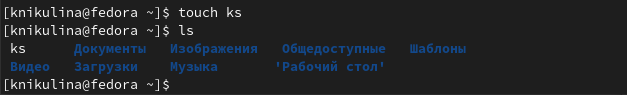 [knikulina@fedora ~]$ touch ks
[knikulina@fedora ~]$ ls
ks Документы Изображения Общедоступные Шаблоны
Видео Загрузки Музыка 'Рабочий стол'
[knikulina@fedora ~]$